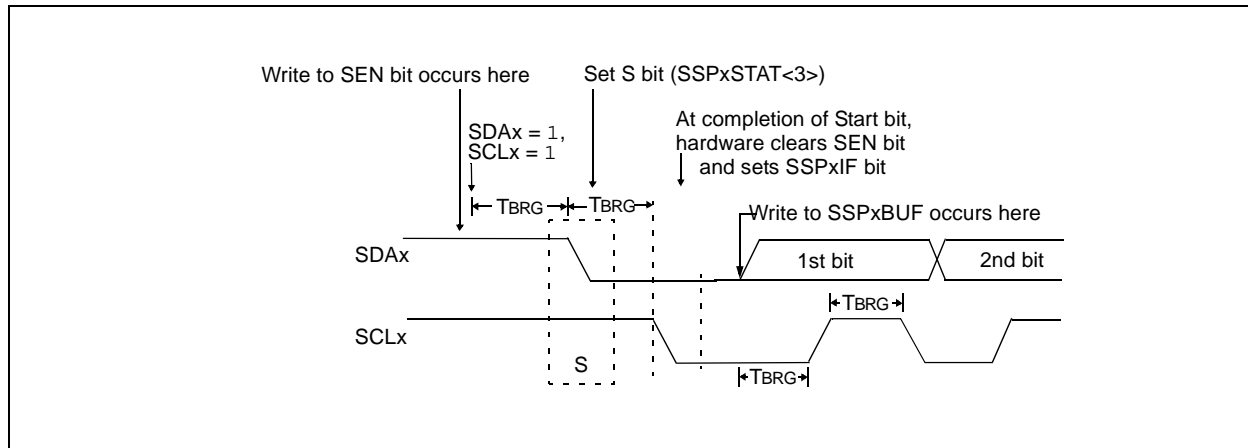 Write to SEN bit occurs here
Set S bit (SSPxSTAT<3>)
SDAx = 1,
SCLx = 1
At completion of Start bit,
hardware clears SEN bit
and sets SSPxIF bit
TBRG
TBRG
Write to SSPxBUF occurs here
SDAx
1st bit
2nd bit
TBRG
SCLx
S
TBRG